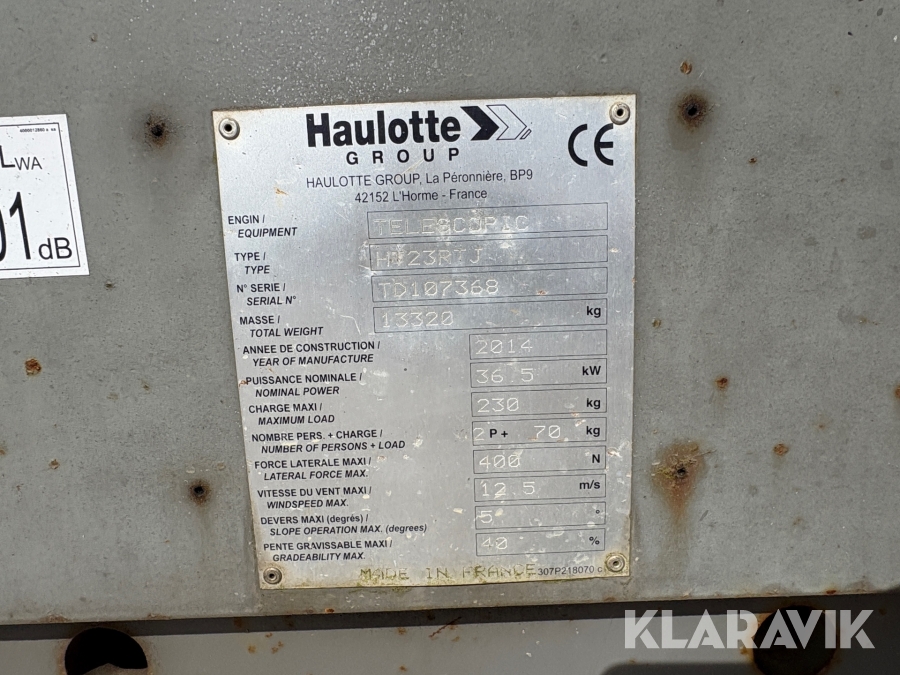 4000012860 a
LWA
01 dB
Haulotte
GROUP
CE
HAULOTTE GROUP, La Péronnière, BP9
42152 L'Horme - France
ENGIN / EQUIPMENT TELESCOPIC
TYPE / TYPE
N° SERIE / SERIAL N° TD107368
MASSE / TOTAL WEIGHT 13320 kg
ANNEE DE CONSTRUCTION / YEAR OF MANUFACTURE 2014
PUISSANCE NOMINALE / NOMINAL POWER 36.5 kW
CHARGE MAXI / MAXIMUM LOAD 230 kg
NOMBRE PERS. + CHARGE / NUMBER OF PERSONS + LOAD 2 P + 70 kg
FORCE LATERALE MAXI / LATERAL FORCE MAX. 400 N
VITESSE DU VENT MAXI / WINDSPEED MAX. 12.5 m/s
DEVERS MAXI (degrés) / SLOPE OPERATION MAX. (degrees) 5 °
PENTE GRAVISSABLE MAXI / GRADEABILITY MAX. 40 %
MADE IN FRANCE 307P218070 c
KLARAVIK